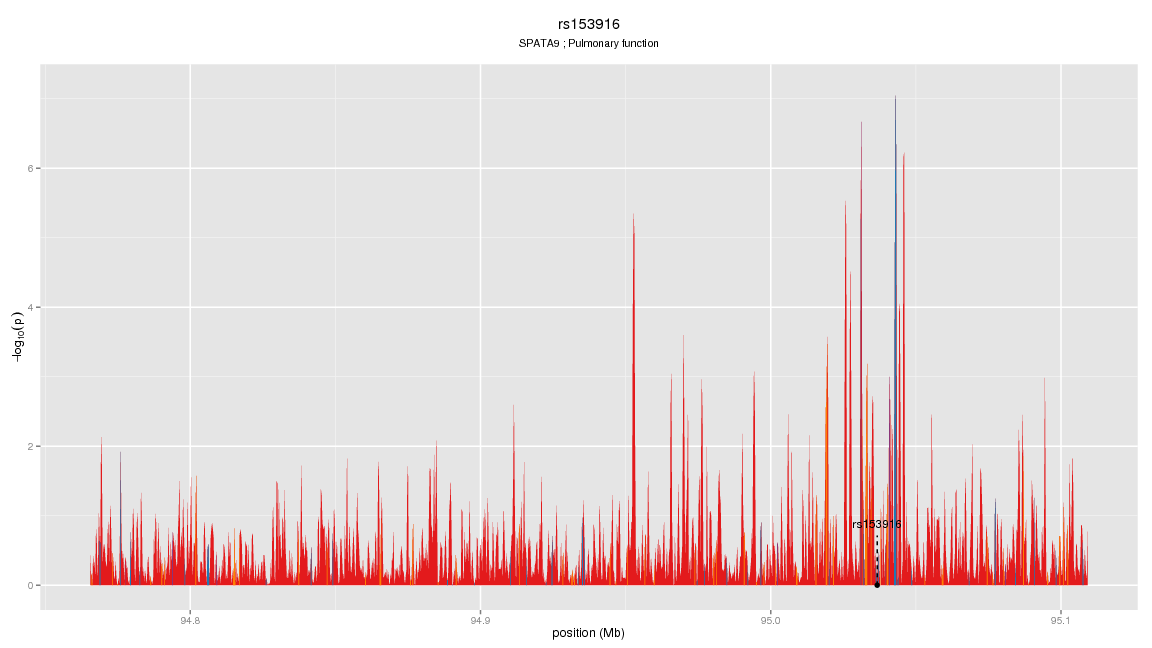 rs153916
SPATA9 ; Pulmonary function
−log10(p)
6
4
2
0
rs153916
94.8
94.9
95.0
95.1
position (Mb)